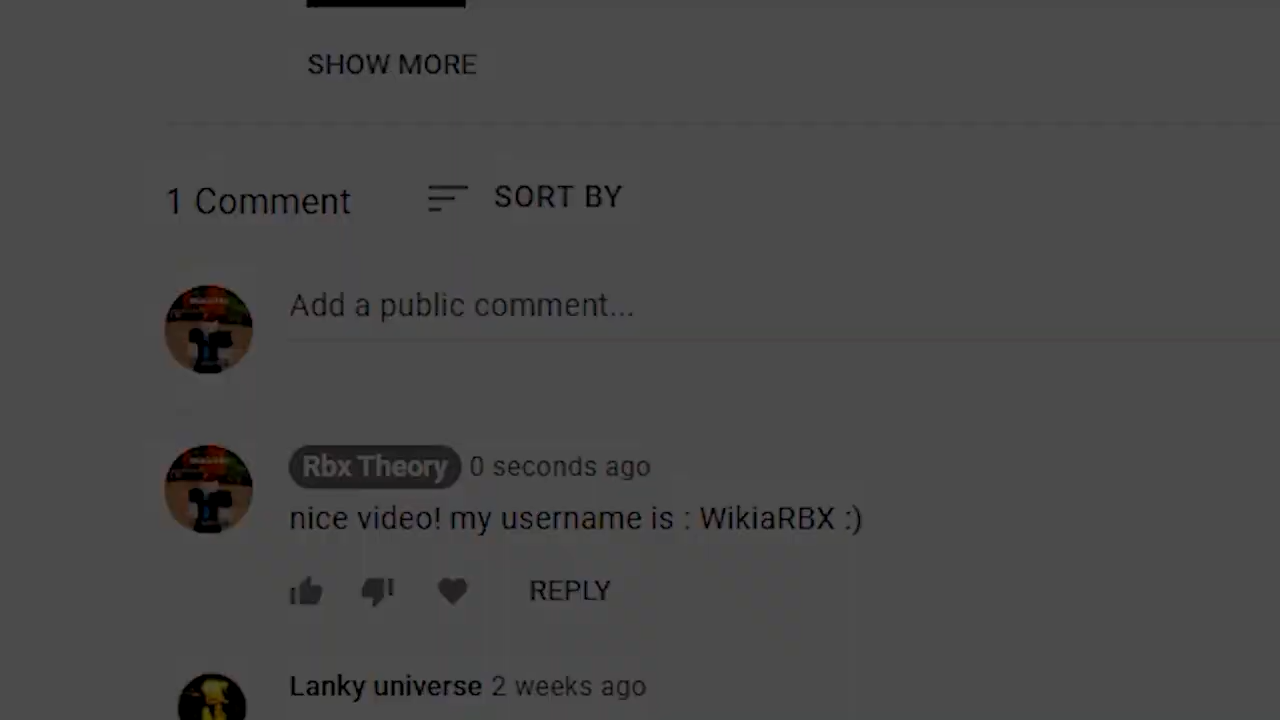 SHOW MORE
1 Comment
SORT BY
Add a public comment...
Rbx Theory 0 seconds ago
nice video! my username is : WikiaRBX :)
REPLY
Lanky universe 2 weeks ago